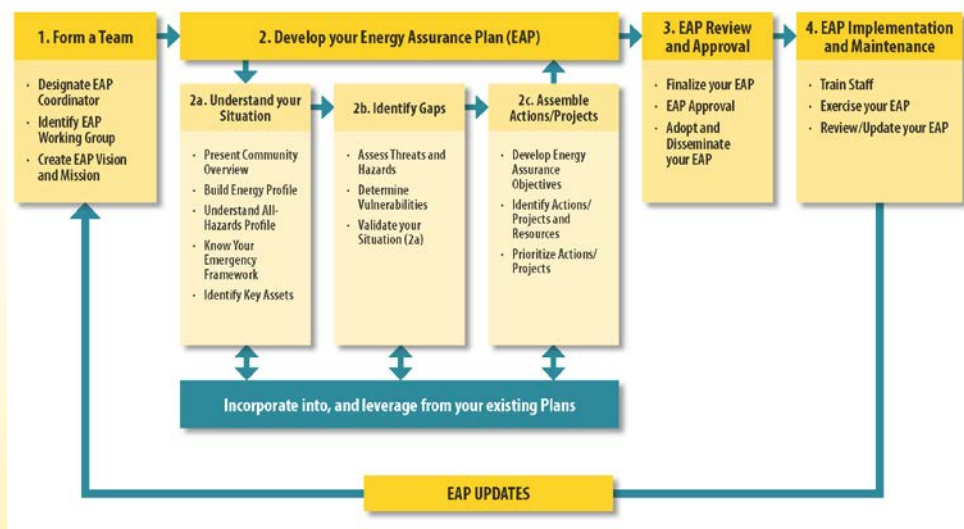 1. Form a Team
· Designate EAP
Coordinator
· Identify EAP
Working Group
· Create EAP Vision
and Mission
2. Develop your Energy Assurance Plan (EAP)
2a. Understand your
Situation
· Present Community
Overview
· Build Energy Profile
· Understand All-
Hazards Profile
· Know Your
Emergency
Framework
· Identify Key Assets
2b. Identify Gaps
· Assess Threats and
Hazards
· Determine
Vulnerabilities
· Validate your
Situation (2a)
2c. Assemble
Actions/Projects
· Develop Energy
Assurance
Objectives
· Identify Actions/
Projects and
Resources
· Prioritize Actions/
Projects
Incorporate into, and leverage from your existing Plans
3. EAP Review
and Approval
· Finalize your EAP
· EAP Approval
· Adopt and
Disseminate
your EAP
4. EAP Implementation
and Maintenance
· Train Staff
· Exercise your EAP
· Review/Update your EAP
EAP UPDATES